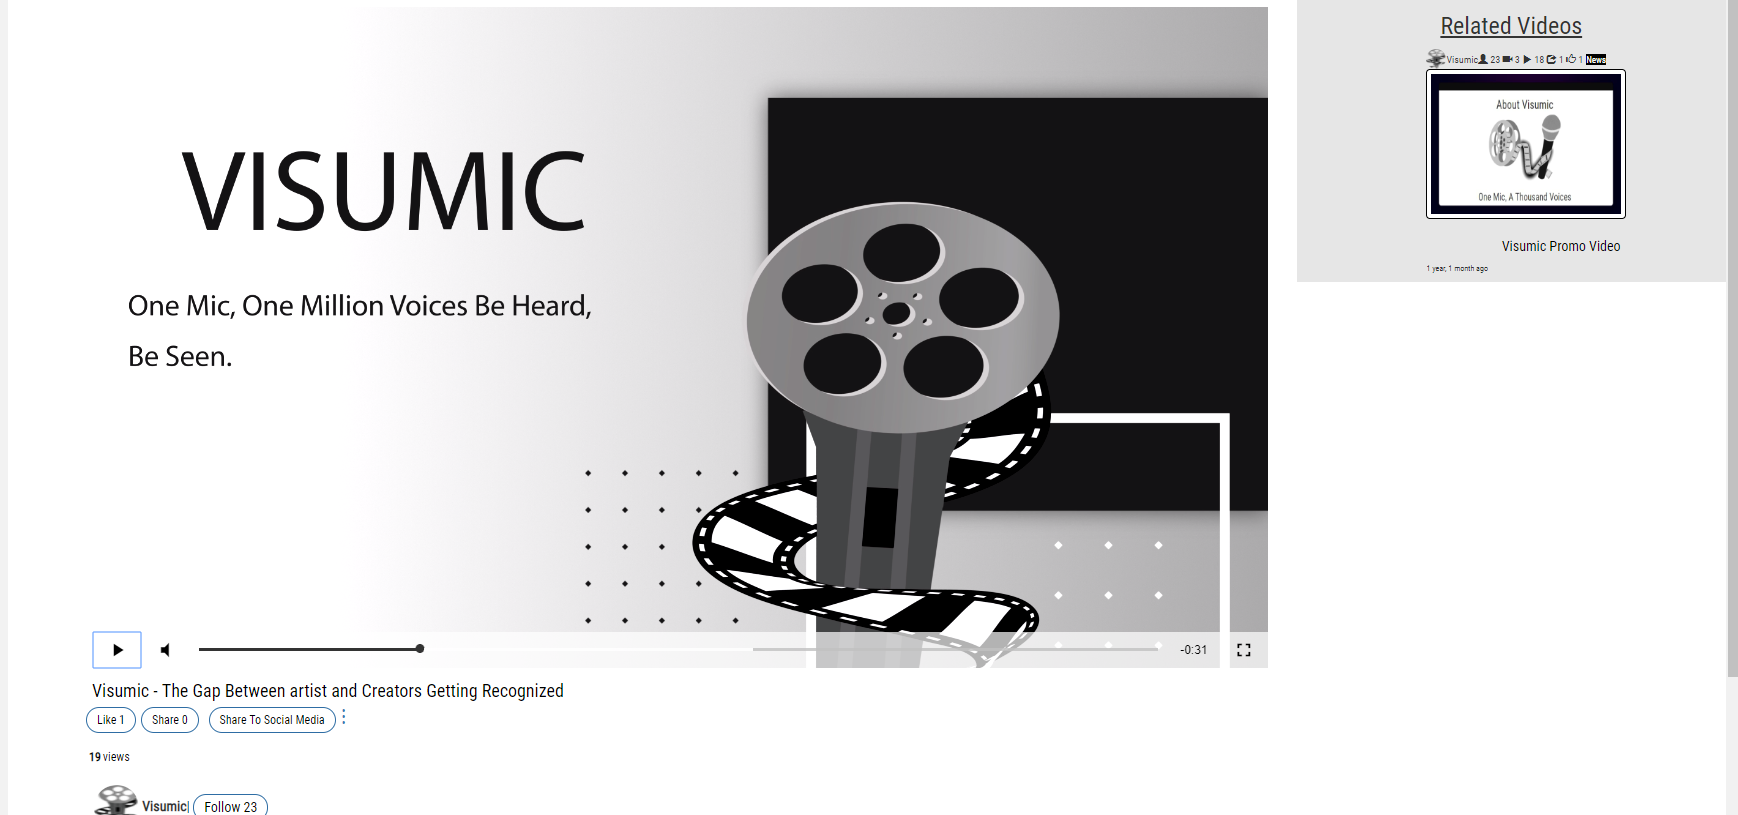 VISUMIC
One Mic, One Million Voices Be Heard,
Be Seen.
-0:31
Visumic - The Gap Between artist and Creators Getting Recognized
Like 1
Share 0
Share To Social Media
19 views
Visumic|
Follow 23
Related Videos
Visumic 23 3 18 1 1 News
About Visumic
One Mic, A Thousand Voices
Visumic Promo Video
1 year, 1 month ago